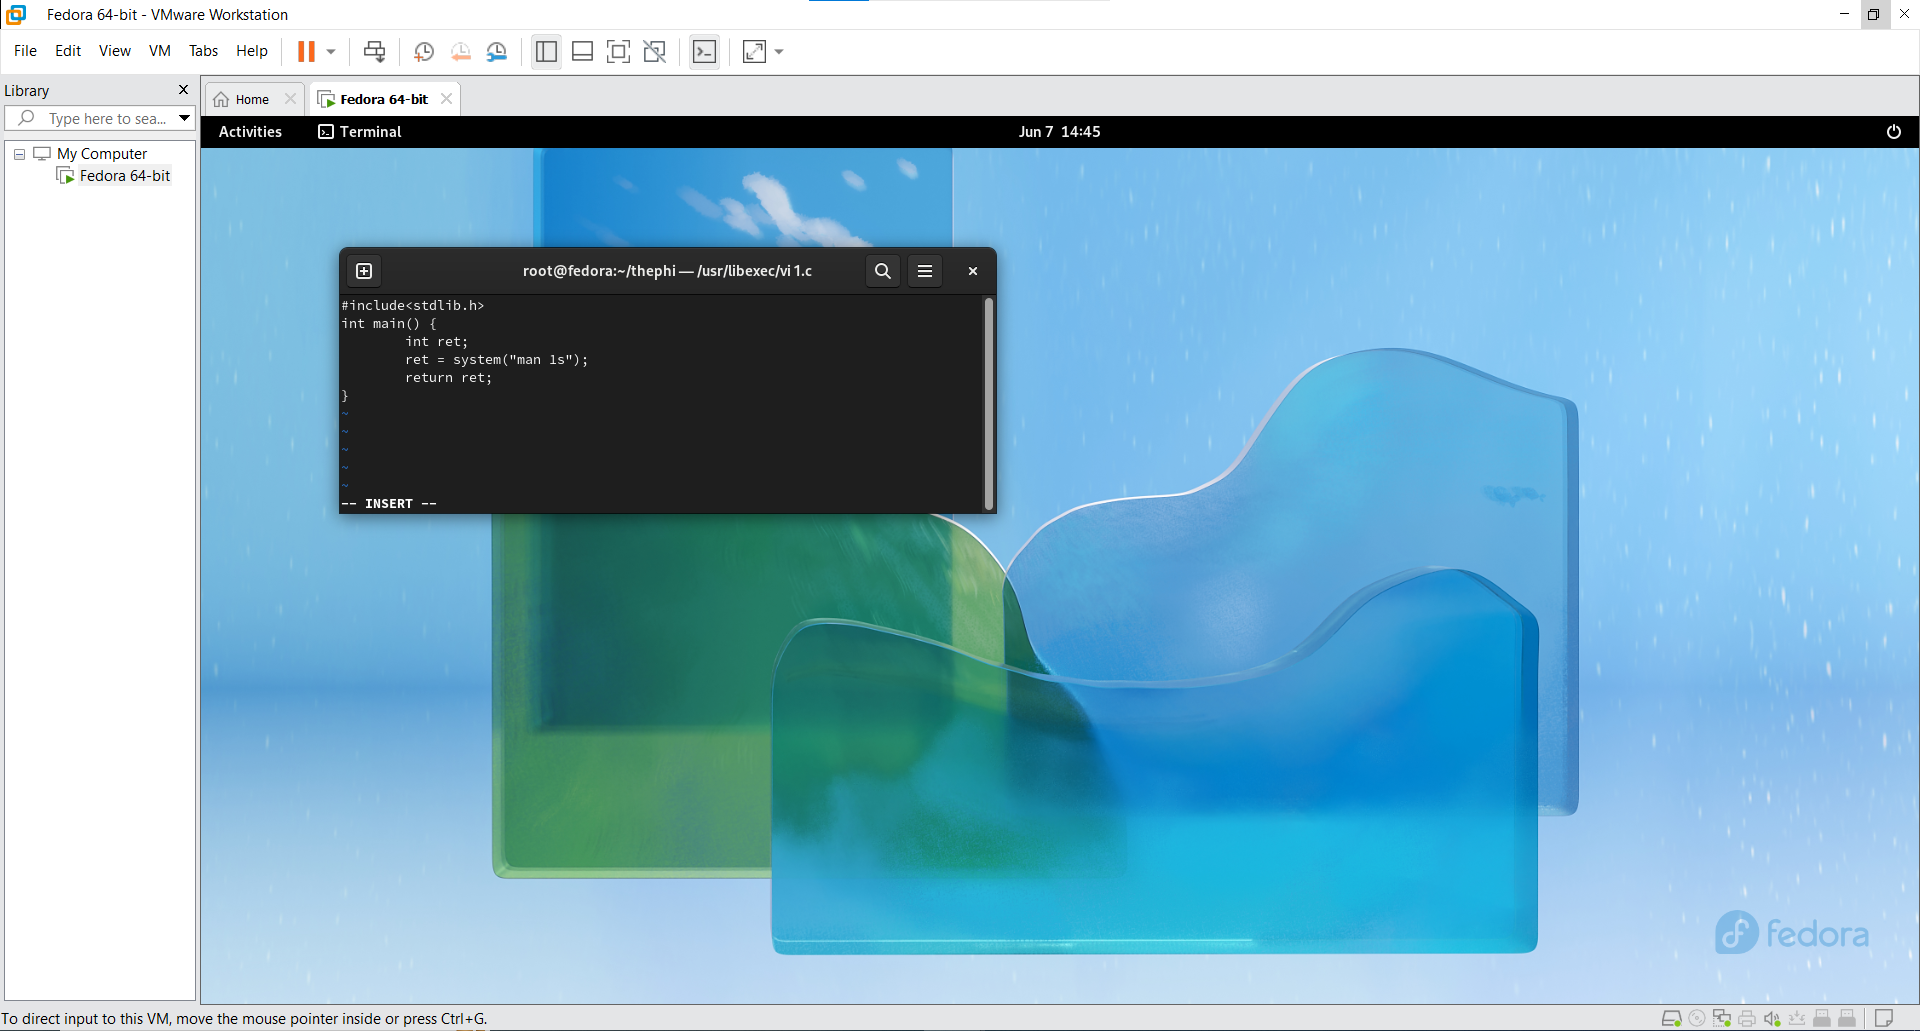 Fedora 64-bit - VMware Workstation
File Edit View VM Tabs Help
Library
Type here to sea...
My Computer
Fedora 64-bit
Home
Fedora 64-bit
Activities
Terminal
Jun 7 14:45
root@fedora:~/thephi — /usr/libexec/vi 1.c
#include<stdlib.h>
int main() {
int ret;
ret = system("man 1s");
return ret;
}
~
~
~
~
~
-- INSERT --
fedora
To direct input to this VM, move the mouse pointer inside or press Ctrl+G.